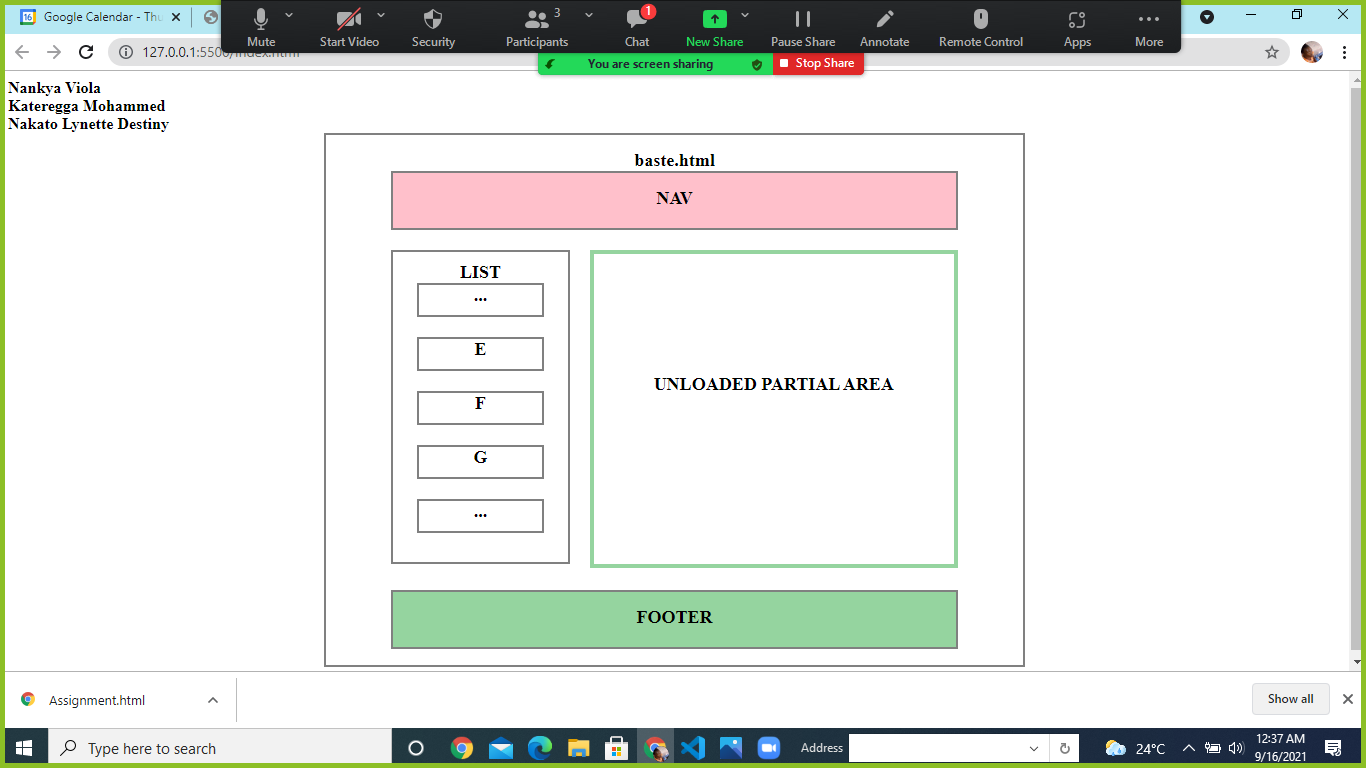 Google Calendar - Thu
Mute
Start Video
Security
Participants
3
Chat
1
New Share
Pause Share
Annotate
Remote Control
Apps
More
127.0.0.1:5500/index.html
You are screen sharing
Stop Share
Nankya Viola
Kateregga Mohammed
Nakato Lynette Destiny
baste.html
NAV
LIST
...
E
F
G
...
UNLOADED PARTIAL AREA
FOOTER
Assignment.html
Show all
Type here to search
Address
24°C
12:37 AM
9/16/2021
16